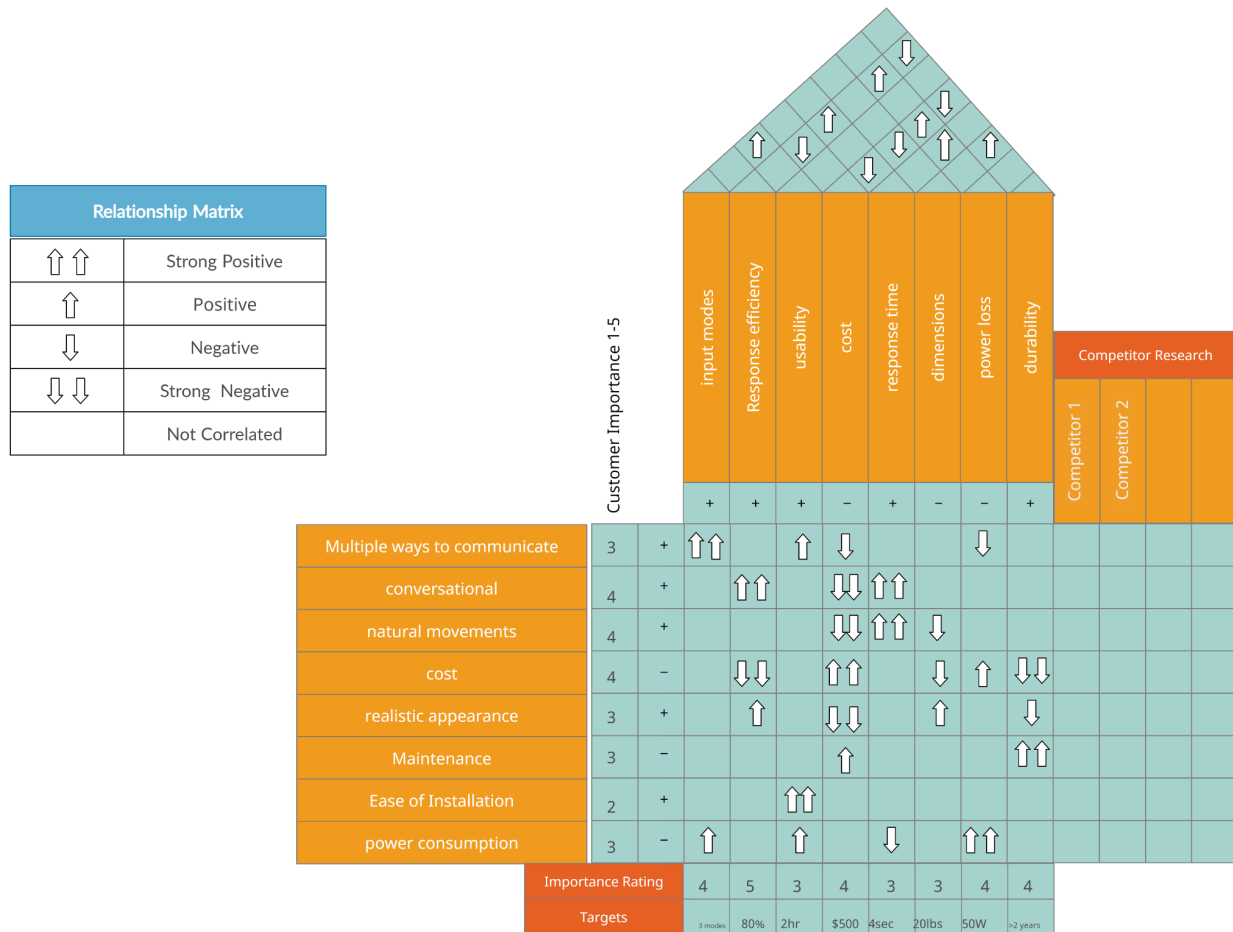 Relationship Matrix
Strong Positive
Positive
Negative
Strong Negative
Not Correlated
Customer Importance 1-5
input modes
Response efficiency
usability
cost
response time
dimensions
power loss
durability
Competitor Research
Competitor 1
Competitor 2
+ + + − + − − +
Multiple ways to communicate 3 +
conversational 4 +
natural movements 4 +
cost 4 −
realistic appearance 3 +
Maintenance 3 −
Ease of Installation 2 +
power consumption 3 −
Importance Rating 4 5 3 4 3 3 4 4
Targets 3 modes 80% 2hr $500 4sec 20lbs 50W >2 years